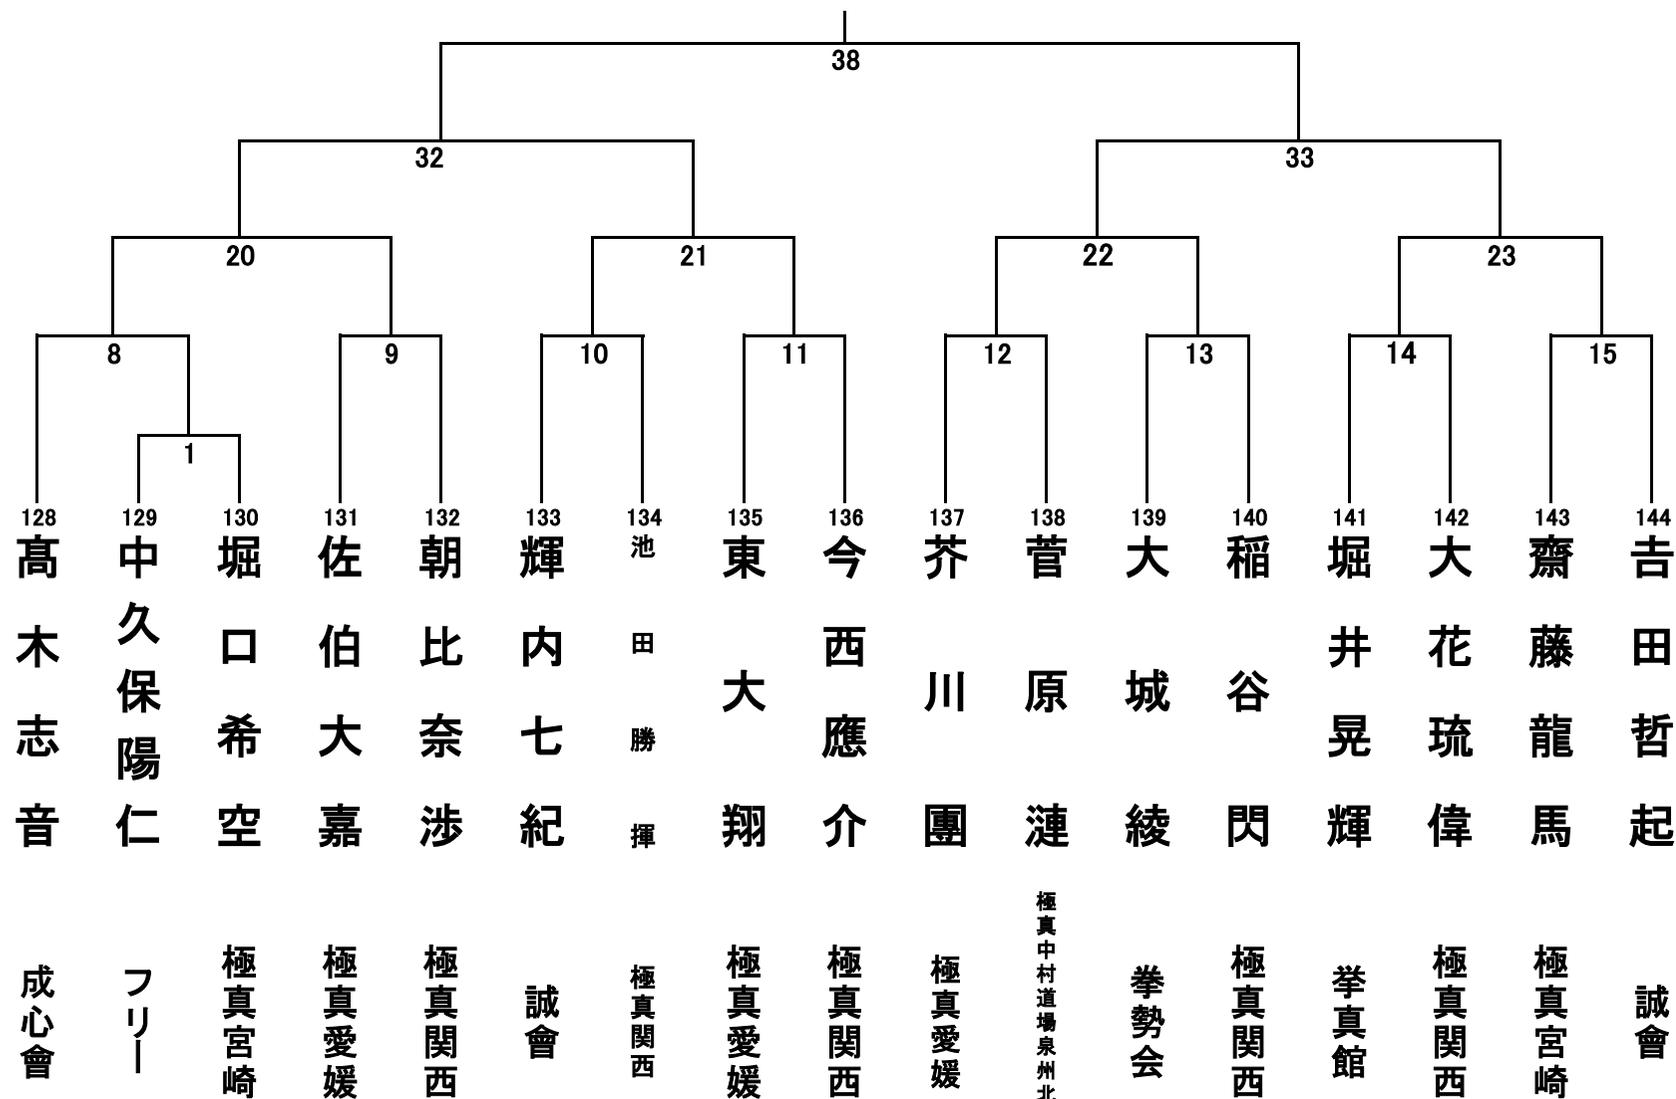 38
32
33
20
21
22
23
8
9
10
11
12
13
14
15
1
128
129
130
131
132
133
134
135
136
137
138
139
140
141
142
143
144
髙木志音
中久保陽仁
堀口希空
佐伯大嘉
朝比奈渉
輝内七紀
池田勝揮
東大翔
今西應介
芥川團
菅原漣
大城綾
稲谷閃
堀井晃輝
大花琉偉
齋藤龍馬
𠮷田哲起
成心會
フリー
極真宮崎
極真愛媛
極真関西
誠會
極真関西
極真愛媛
極真関西
極真愛媛
極真中村道場泉州北
拳勢会
極真関西
挙真館
極真関西
極真宮崎
誠會